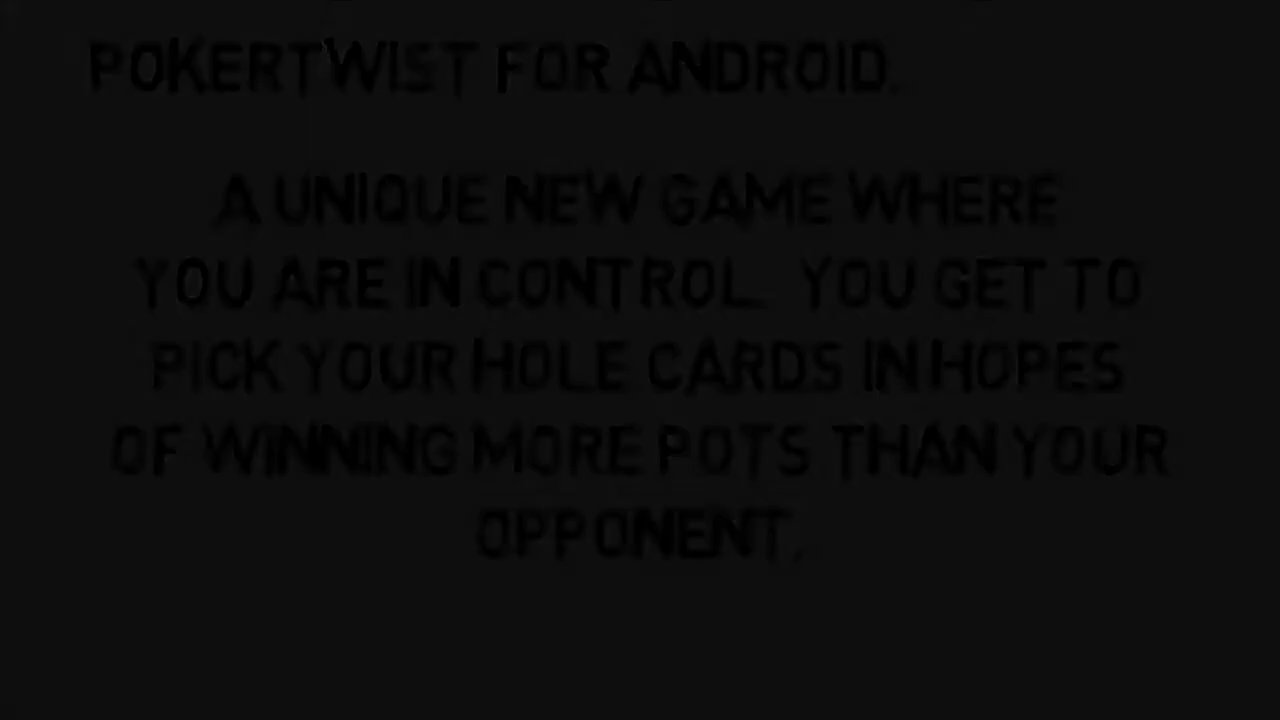 POKERTWIST FOR ANDROID.
A UNIQUE NEW GAME WHERE
YOU ARE IN CONTROL. YOU GET TO
PICK YOUR HOLE CARDS IN HOPES
OF WINNING MORE POTS THAN YOUR
OPPONENT.